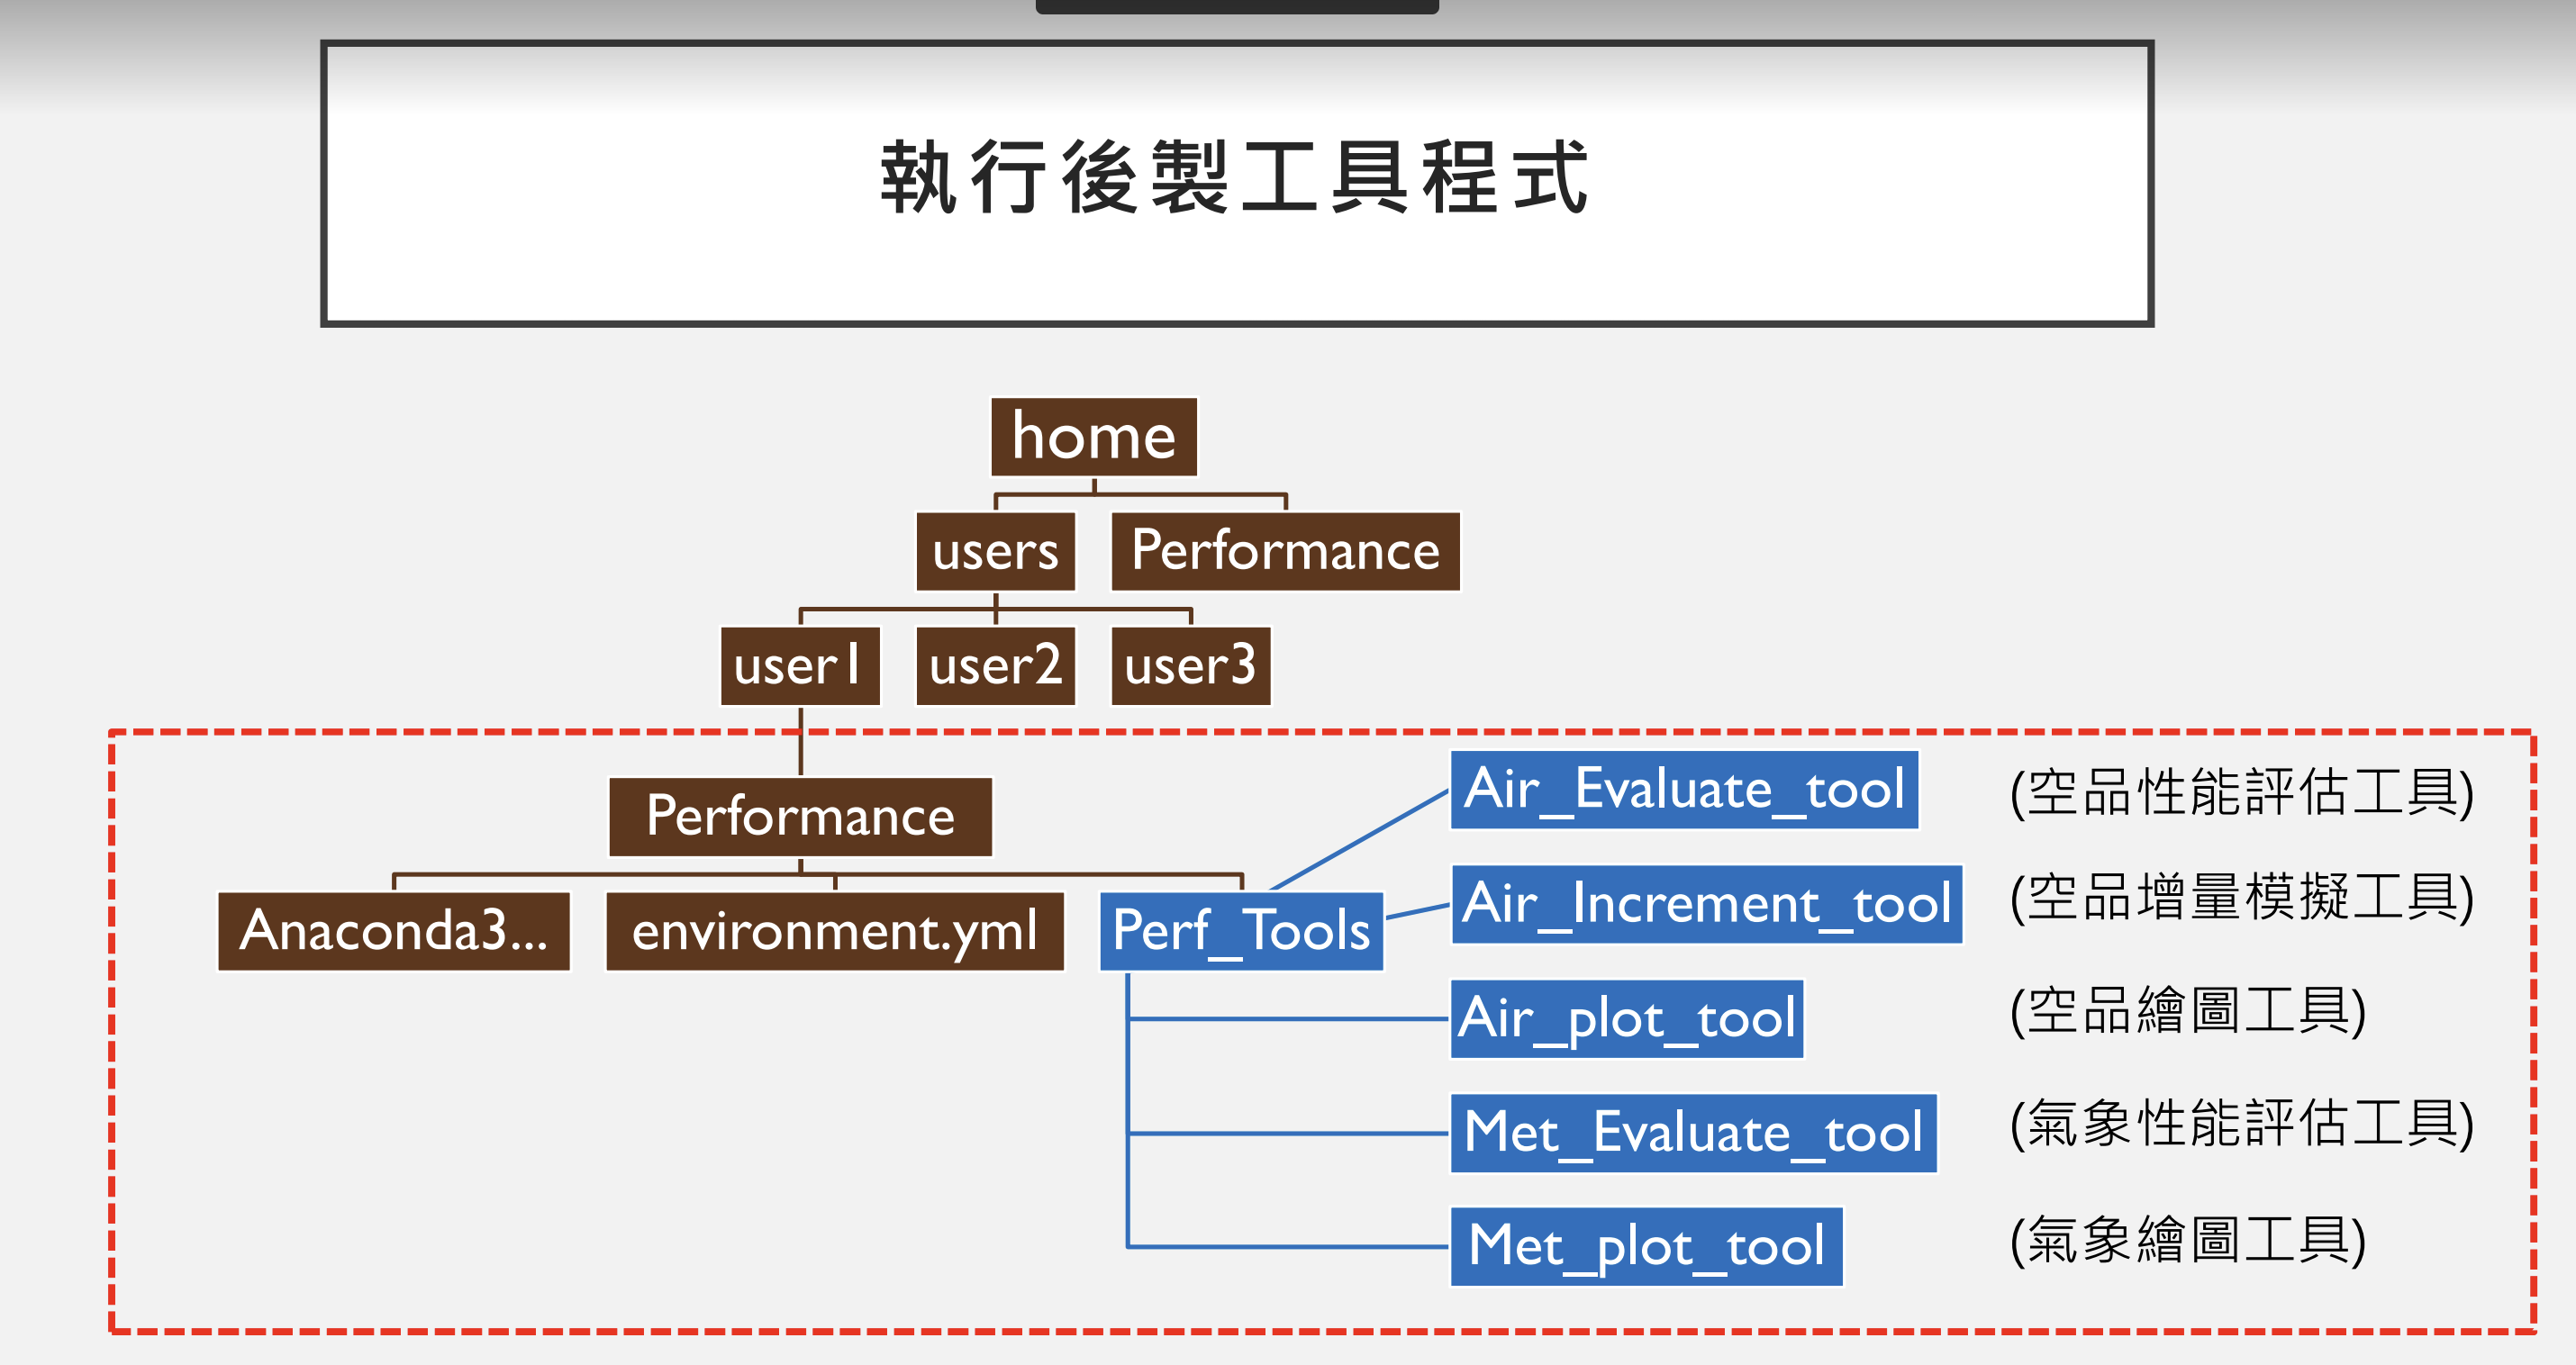 執行後製工具程式
home
users
Performance
user1
user2
user3
Performance
Anaconda3...
environment.yml
Perf_Tools
Air_Evaluate_tool
(空品性能評估工具)
Air_Increment_tool
(空品增量模擬工具)
Air_plot_tool
(空品繪圖工具)
Met_Evaluate_tool
(氣象性能評估工具)
Met_plot_tool
(氣象繪圖工具)